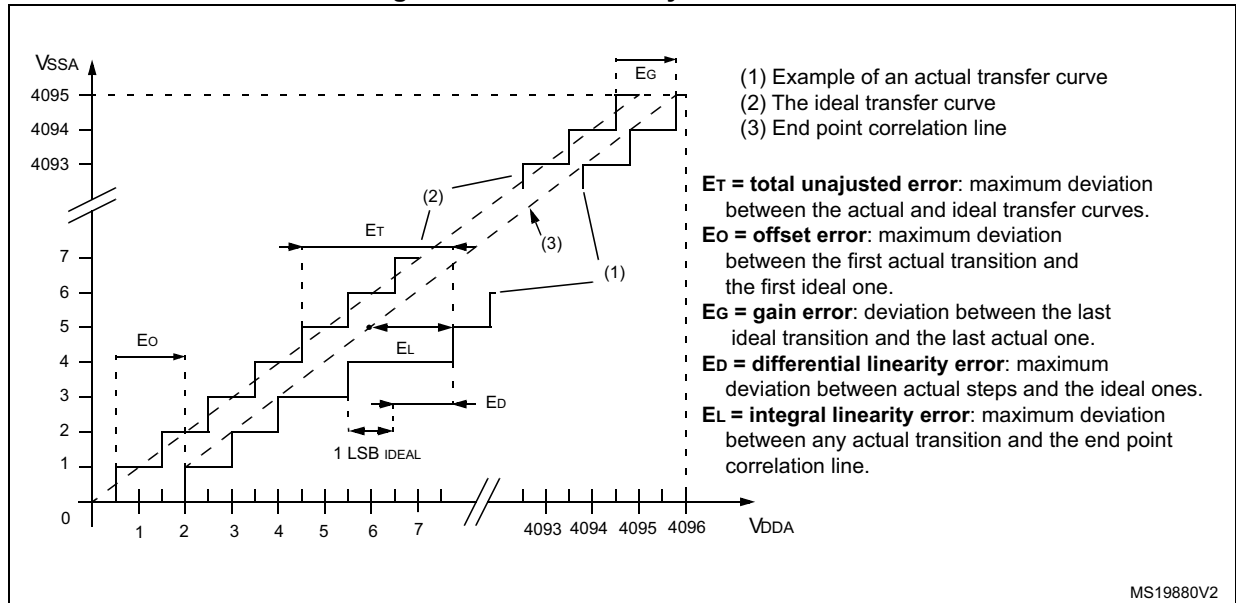 VSSA
4095
4094
4093
7
6
5
4
3
2
1
0
1 2 3 4 5 6 7 4093 4094 4095 4096 VDDA
EG
(2)
ET
(3)
(1)
EO
EL
ED
1 LSB IDEAL
(1) Example of an actual transfer curve
(2) The ideal transfer curve
(3) End point correlation line
ET = total unajusted error: maximum deviation
between the actual and ideal transfer curves.
EO = offset error: maximum deviation
between the first actual transition and
the first ideal one.
EG = gain error: deviation between the last
ideal transition and the last actual one.
ED = differential linearity error: maximum
deviation between actual steps and the ideal ones.
EL = integral linearity error: maximum deviation
between any actual transition and the end point
correlation line.
MS19880V2